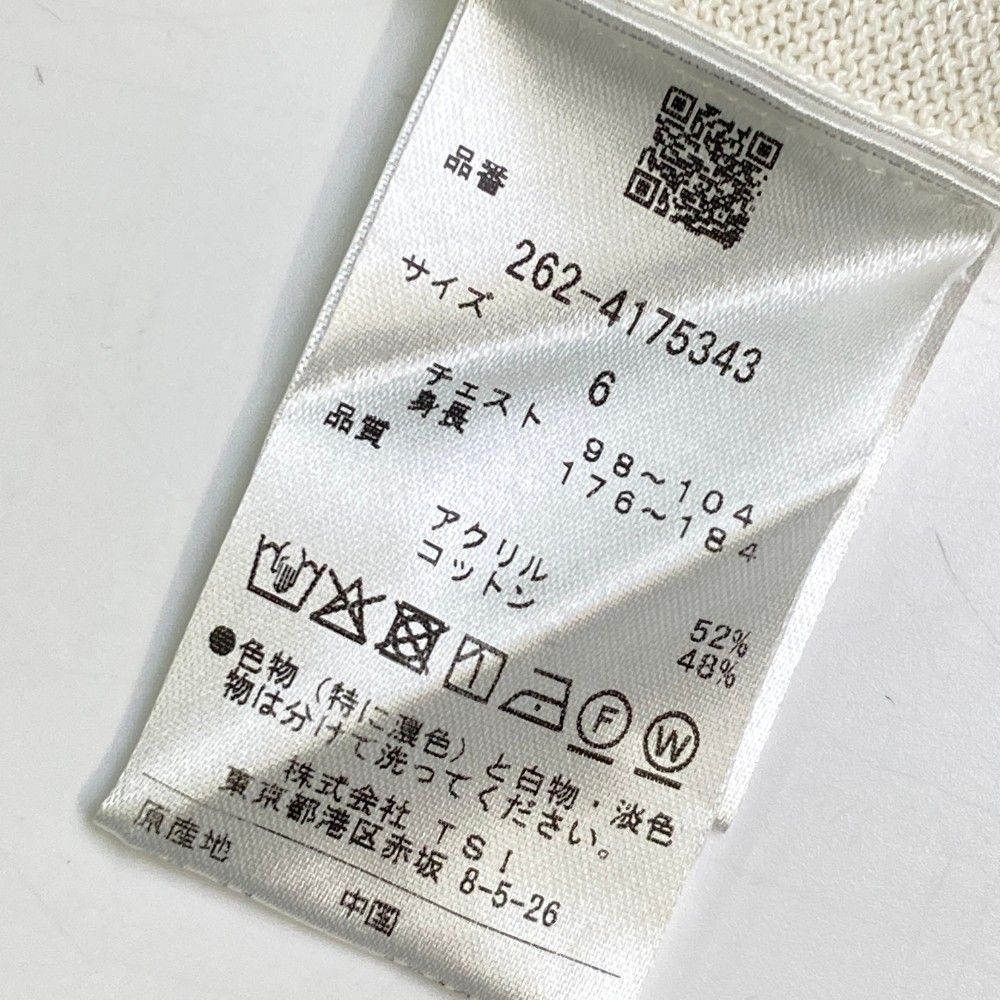 品番
262-4175343
サイズ
6
チェスト 98~104
身長 176~184
品質
アクリル 52%
コットン 48%
F W
●色物(特に濃色)と白物・淡色
物は分けて洗ってください。
株式会社 TSI
東京都港区赤坂 8-5-26
原産地
中国